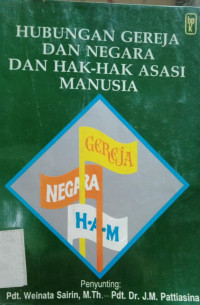 bpk
HUBUNGAN GEREJA
DAN NEGARA
DAN HAK-HAK ASASI
MANUSIA
GEREJA
NEGARA
H-A-M
Penyunting:
Pdt. Weinata Sairin, M.Th. - Pdt. Dr. J.M. Pattiasina